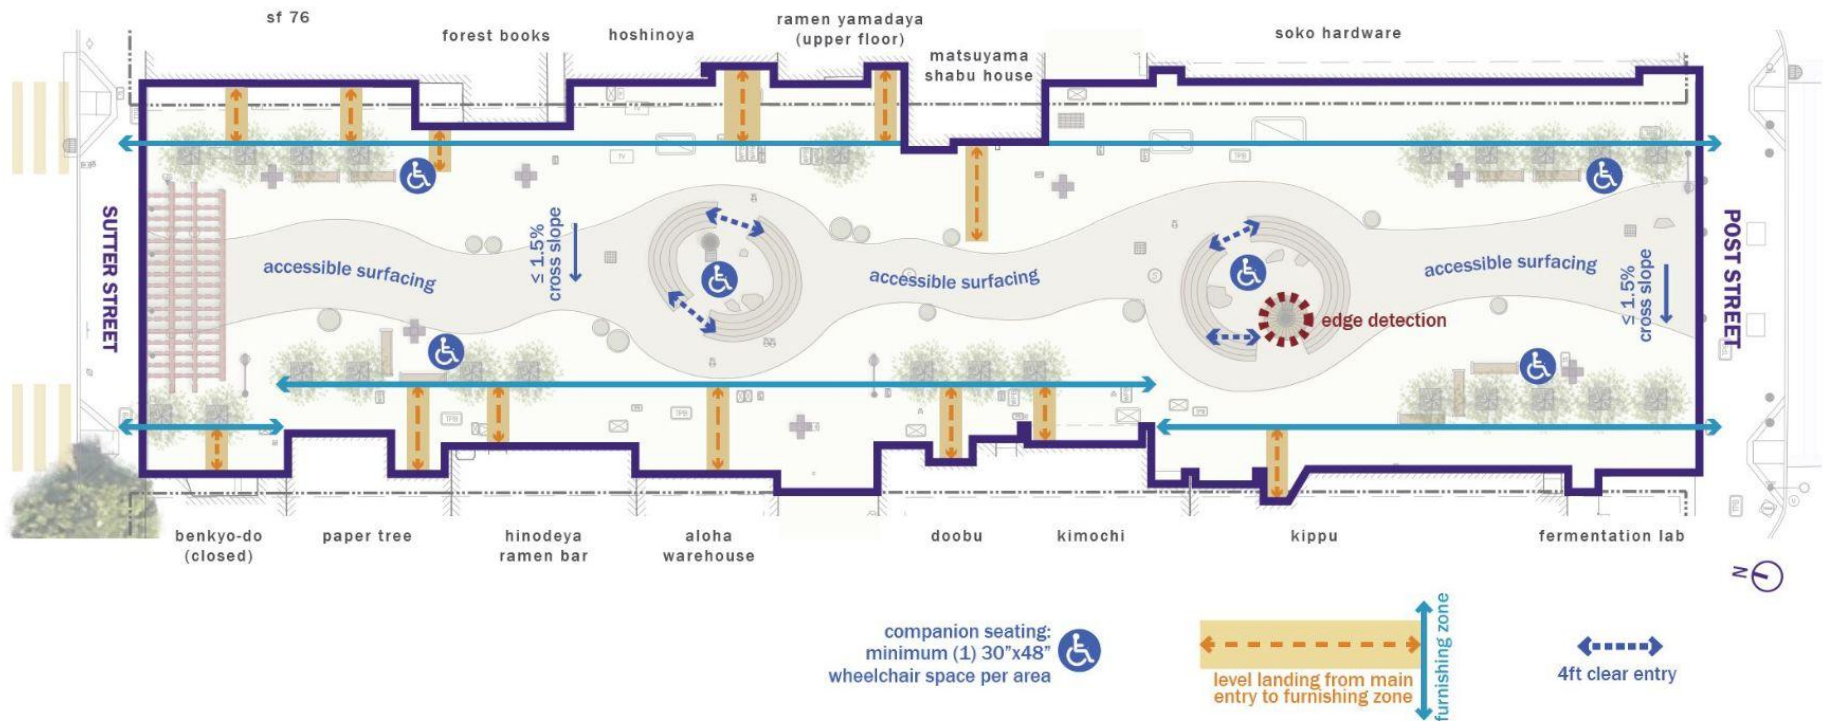 sf 76
forest books
hoshinoya
ramen yamadaya
(upper floor)
matsuyama
shabu house
soko hardware
SUTTER STREET
accessible surfacing
≤ 1.5%
cross slope
accessible surfacing
edge detection
accessible surfacing
≤ 1.5%
cross slope
POST STREET
benkyo-do
(closed)
paper tree
hinodeya
ramen bar
aloha
warehouse
doobu
kimochi
kippu
fermentation lab
N
companion seating:
minimum (1) 30"x48"
wheelchair space per area
level landing from main
entry to furnishing zone
furnishing zone
4ft clear entry